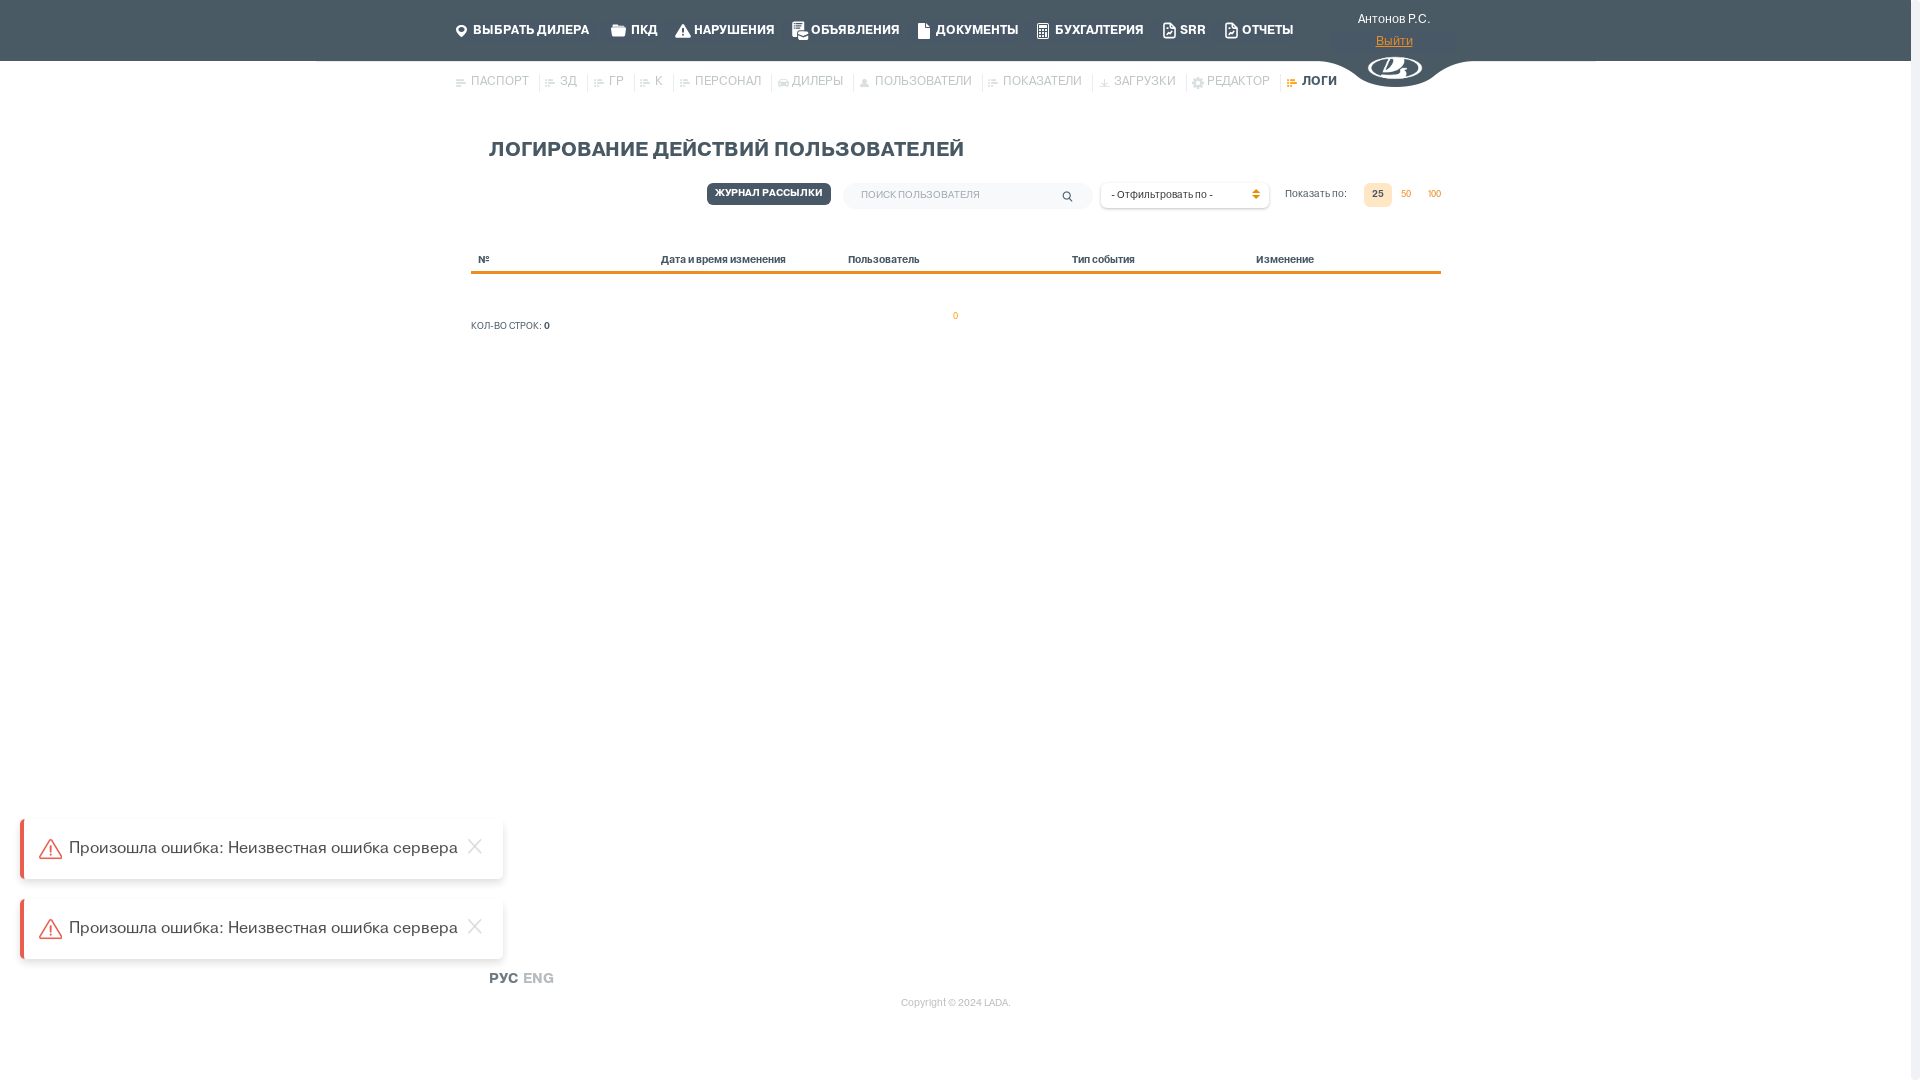 ВЫБРАТЬ ДИЛЕРА ПКД НАРУШЕНИЯ ОБЪЯВЛЕНИЯ ДОКУМЕНТЫ БУХГАЛТЕРИЯ SRR ОТЧЕТЫ
Антонов Р.С.
Выйти
ПАСПОРТ ЗД ГР К ПЕРСОНАЛ ДИЛЕРЫ ПОЛЬЗОВАТЕЛИ ПОКАЗАТЕЛИ ЗАГРУЗКИ РЕДАКТОР ЛОГИ
ЛОГИРОВАНИЕ ДЕЙСТВИЙ ПОЛЬЗОВАТЕЛЕЙ
ЖУРНАЛ РАССЫЛКИ ПОИСК ПОЛЬЗОВАТЕЛЯ - Отфильтровать по - Показать по: 25 50 100
№ Дата и время изменения Пользователь Тип события Изменение
0
КОЛ-ВО СТРОК: 0
Произошла ошибка: Неизвестная ошибка сервера
Произошла ошибка: Неизвестная ошибка сервера
РУС ENG
Copyright © 2024 LADA.